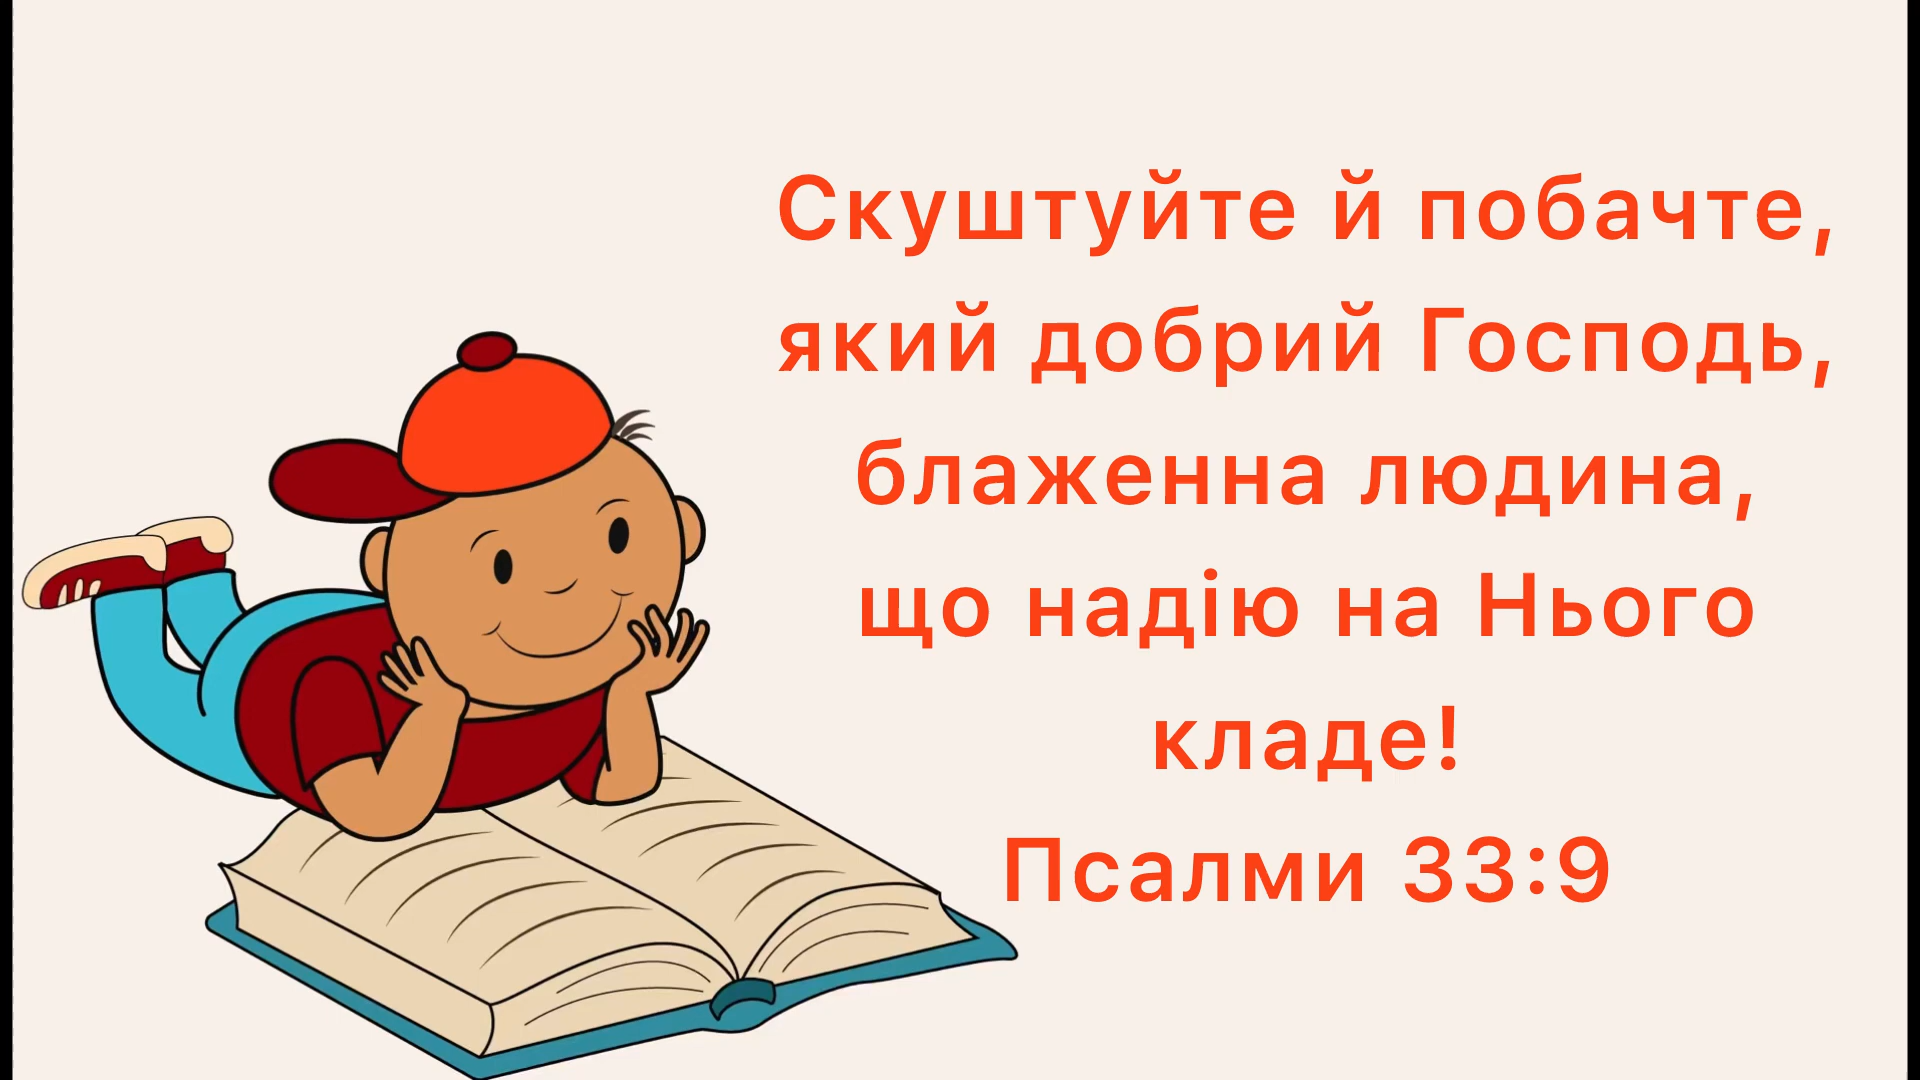 Скуштуйте й побачте,
який добрий Господь,
блаженна людина,
що надію на Нього
кладе!
Псалми 33:9